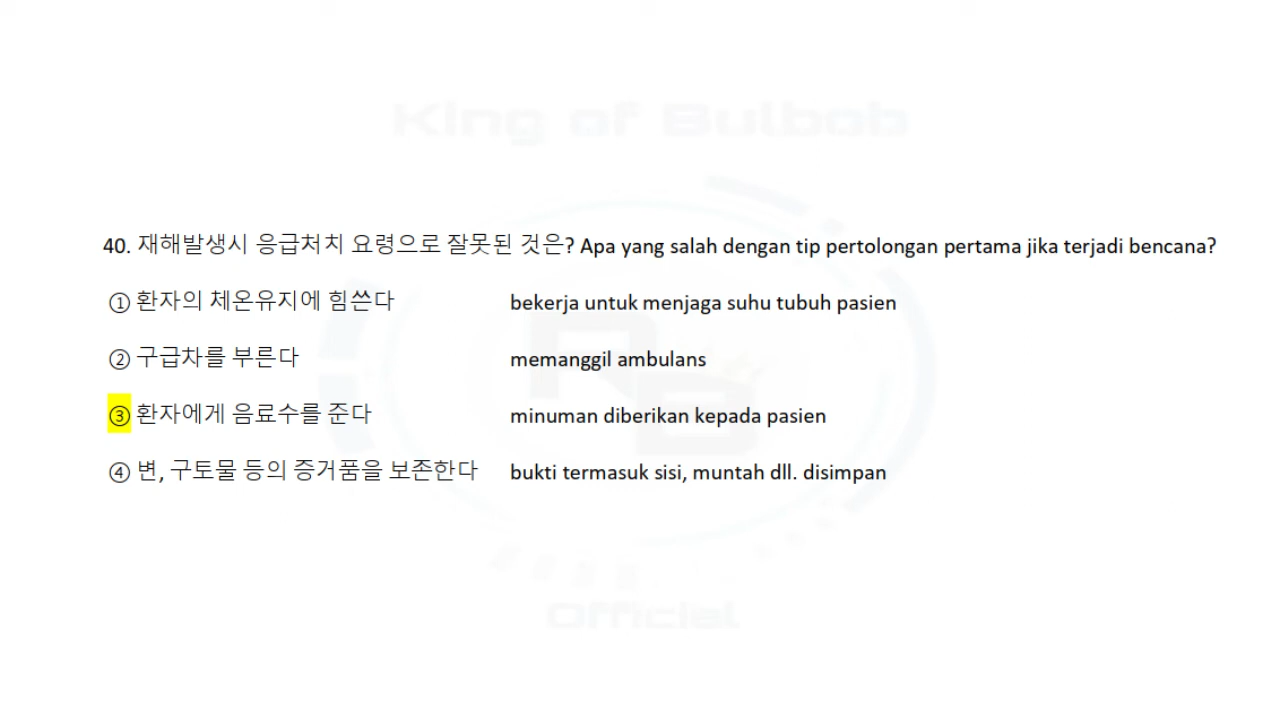 King of Bulbob
40. 재해발생시 응급처치 요령으로 잘못된 것은? Apa yang salah dengan tip pertolongan pertama jika terjadi bencana?
① 환자의 체온유지에 힘쓴다 bekerja untuk menjaga suhu tubuh pasien
② 구급차를 부른다 memanggil ambulans
③ 환자에게 음료수를 준다 minuman diberikan kepada pasien
④ 변, 구토물 등의 증거품을 보존한다 bukti termasuk sisi, muntah dll. disimpan
Official